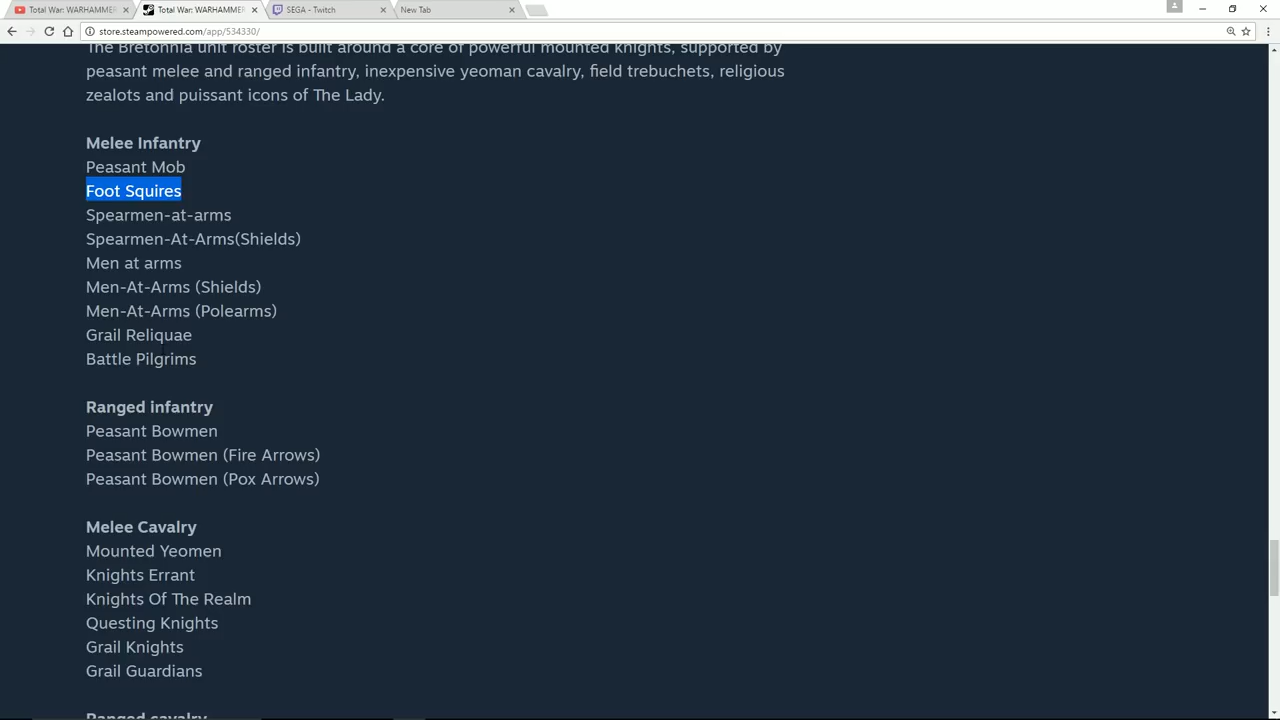 Total War: WARHAMMER
Total War: WARHAMMER
SEGA - Twitch
New Tab
store.steampowered.com/app/534330/
The Bretonnia unit roster is built around a core of powerful mounted knights, supported by
peasant melee and ranged infantry, inexpensive yeoman cavalry, field trebuchets, religious
zealots and puissant icons of The Lady.
Melee Infantry
Peasant Mob
Foot Squires
Spearmen-at-arms
Spearmen-At-Arms(Shields)
Men at arms
Men-At-Arms (Shields)
Men-At-Arms (Polearms)
Grail Reliquae
Battle Pilgrims
Ranged infantry
Peasant Bowmen
Peasant Bowmen (Fire Arrows)
Peasant Bowmen (Pox Arrows)
Melee Cavalry
Mounted Yeomen
Knights Errant
Knights Of The Realm
Questing Knights
Grail Knights
Grail Guardians
Ranged cavalry